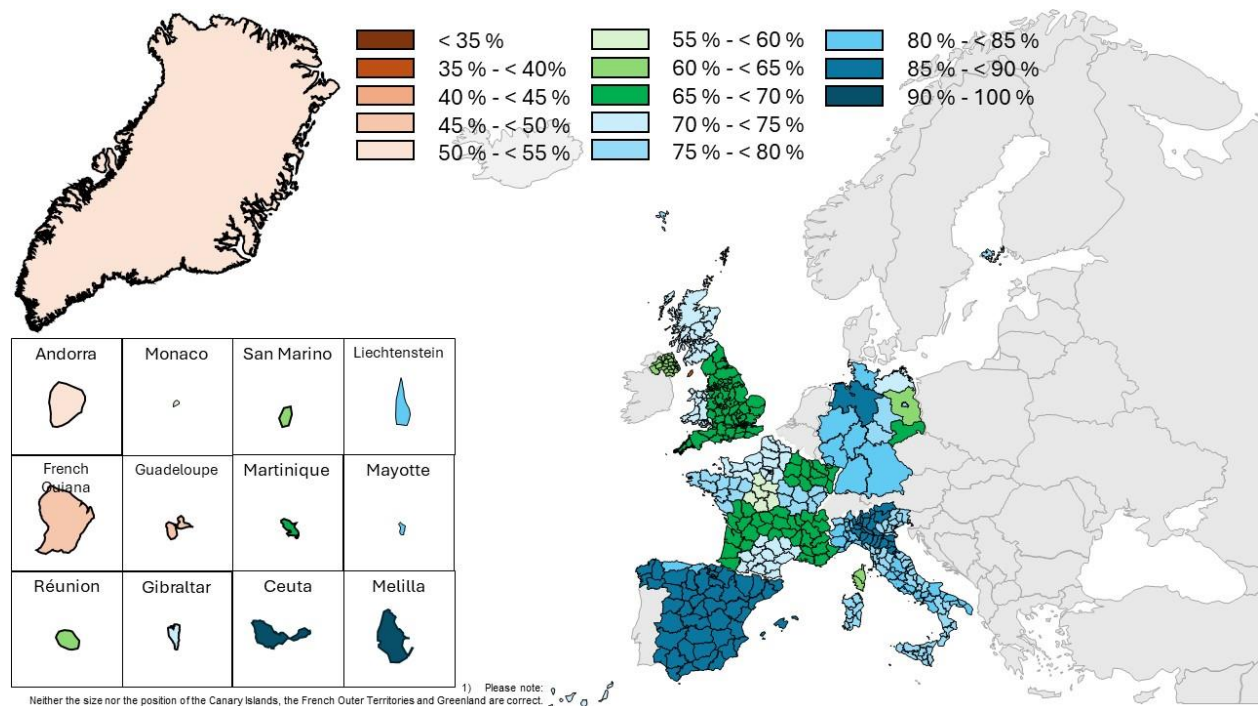 < 35 %
35 % - < 40%
40 % - < 45 %
45 % - < 50 %
50 % - < 55 %
55 % - < 60 %
60 % - < 65 %
65 % - < 70 %
70 % - < 75 %
75 % - < 80 %
80 % - < 85 %
85 % - < 90 %
90 % - 100 %
Andorra
Monaco
San Marino
Liechtenstein
French
Guiana
Guadeloupe
Martinique
Mayotte
Réunion
Gibraltar
Ceuta
Melilla
1) Please note:
Neither the size nor the position of the Canary Islands, the French Outer Territories and Greenland are correct.